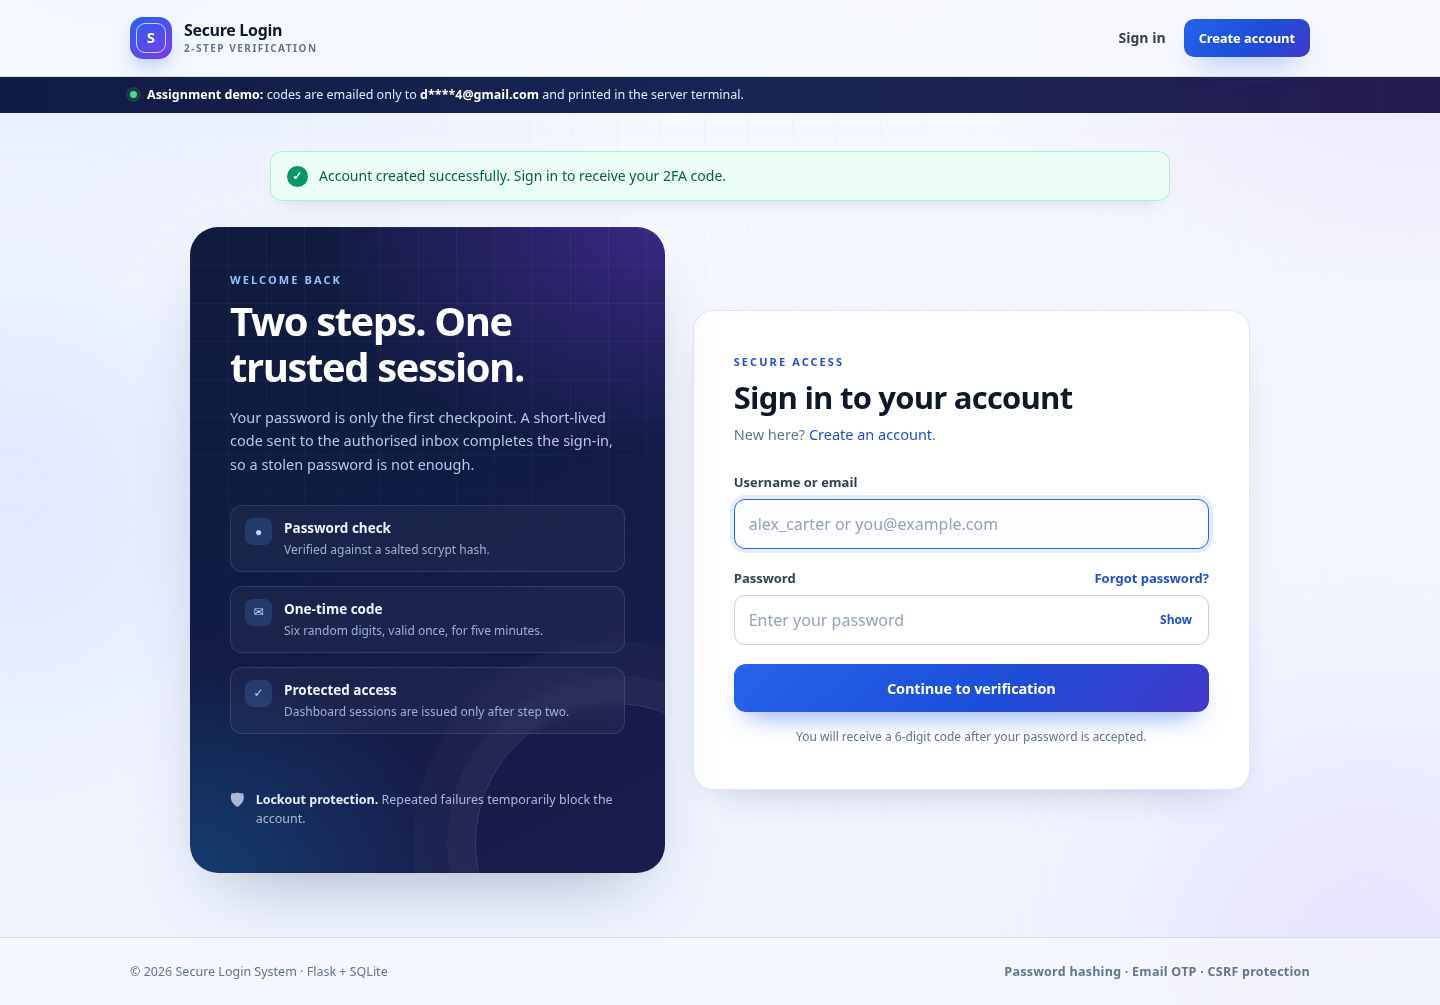 S
Secure Login
2-STEP VERIFICATION
Sign in
Create account
Assignment demo: codes are emailed only to d****4@gmail.com and printed in the server terminal.
✓ Account created successfully. Sign in to receive your 2FA code.
WELCOME BACK
Two steps. One
trusted session.
Your password is only the first checkpoint. A short-lived
code sent to the authorised inbox completes the sign-in,
so a stolen password is not enough.
Password check
Verified against a salted scrypt hash.
One-time code
Six random digits, valid once, for five minutes.
Protected access
Dashboard sessions are issued only after step two.
Lockout protection. Repeated failures temporarily block the
account.
SECURE ACCESS
Sign in to your account
New here? Create an account.
Username or email
alex_carter or you@example.com
Password
Forgot password?
Enter your password
Show
Continue to verification
You will receive a 6-digit code after your password is accepted.
© 2026 Secure Login System · Flask + SQLite
Password hashing · Email OTP · CSRF protection